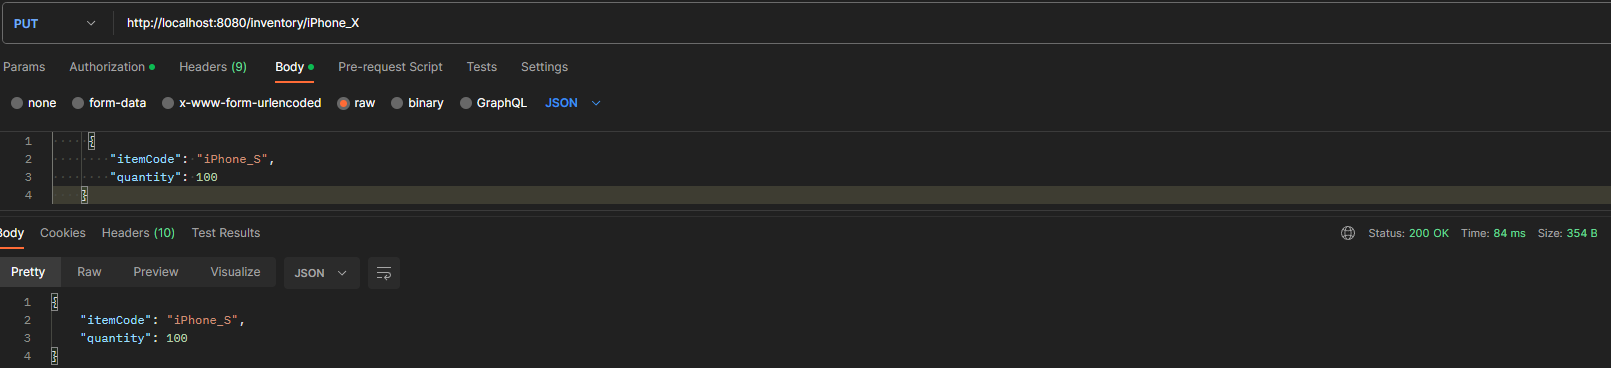 PUT http://localhost:8080/inventory/iPhone_X
Params Authorization Headers (9) Body Pre-request Script Tests Settings
none form-data x-www-form-urlencoded raw binary GraphQL JSON
1 {
2 "itemCode": "iPhone_S",
3 "quantity": 100
4 }
Body Cookies Headers (10) Test Results Status: 200 OK Time: 84 ms Size: 354 B
Pretty Raw Preview Visualize JSON
1 {
2 "itemCode": "iPhone_S",
3 "quantity": 100
4 }